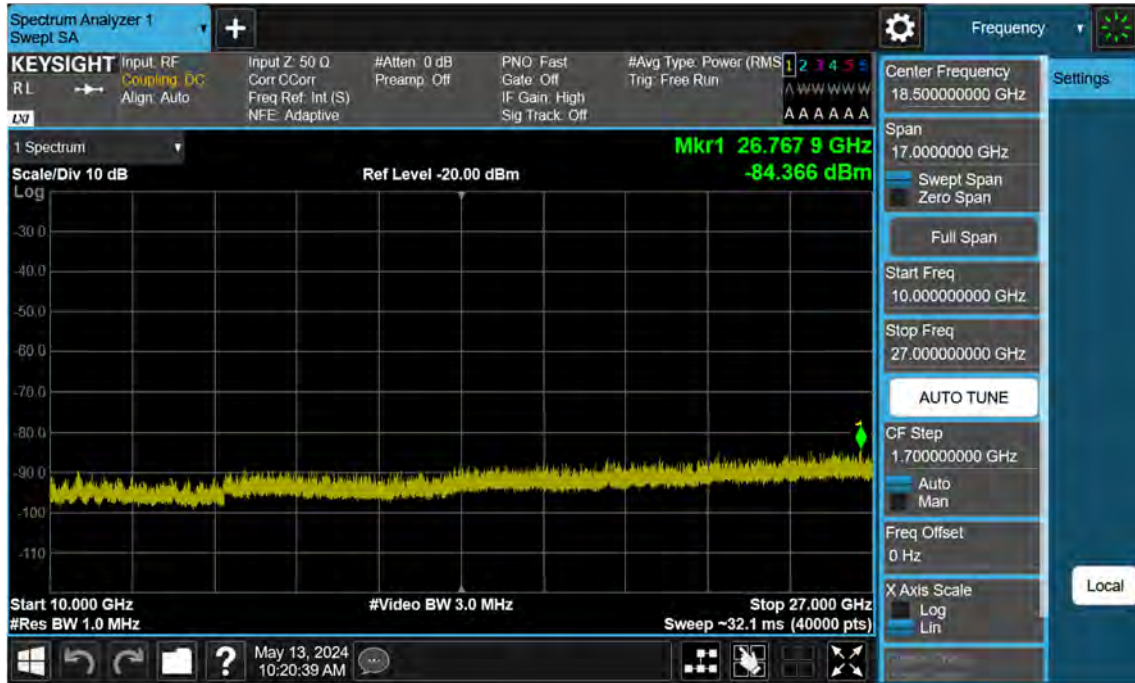 Spectrum Analyzer 1
Swept SA
Frequency
KEYSIGHT
RL
LXI
Input: RF
Coupling: DC
Align: Auto
Input Z: 50 Ω
Corr CCorr
Freq Ref: Int (S)
NFE: Adaptive
#Atten: 0 dB
Preamp: Off
PNO: Fast
Gate: Off
IF Gain: High
Sig Track: Off
#Avg Type: Power (RMS
Trig: Free Run
1 2 3 4 5 6
A W W W W W
A A A A A A
1 Spectrum
Scale/Div 10 dB
Ref Level -20.00 dBm
Mkr1 26.767 9 GHz
-84.366 dBm
Log
-30.0
-40.0
-50.0
-60.0
-70.0
-80.0
-90.0
-100
-110
1
Start 10.000 GHz
#Video BW 3.0 MHz
Stop 27.000 GHz
#Res BW 1.0 MHz
Sweep ~32.1 ms (40000 pts)
Center Frequency
18.500000000 GHz
Span
17.0000000 GHz
Swept Span
Zero Span
Full Span
Start Freq
10.000000000 GHz
Stop Freq
27.000000000 GHz
AUTO TUNE
CF Step
1.700000000 GHz
Auto
Man
Freq Offset
0 Hz
X Axis Scale
Log
Lin
Settings
Local
?
May 13, 2024
10:20:39 AM